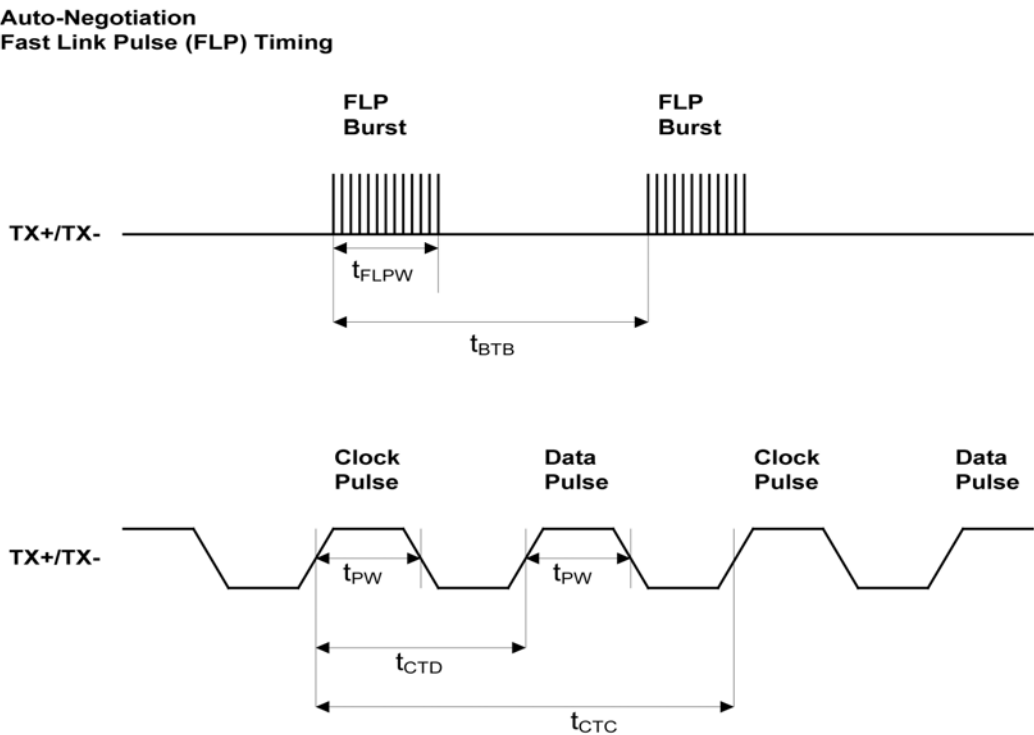 Auto-Negotiation
Fast Link Pulse (FLP) Timing
FLP
Burst
FLP
Burst
TX+/TX-
tFLPW
tBTB
Clock
Pulse
Data
Pulse
Clock
Pulse
Data
Pulse
TX+/TX-
tPW
tPW
tCTD
tCTC